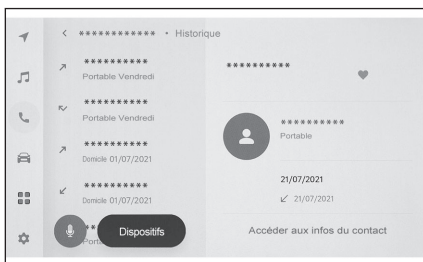 ************ • Historique
**********
Portable Vendredi
**********
Portable Vendredi
**********
Domicile 01/07/2021
**********
Domicile 01/07/2021
**
Porta
Dispositifs
**********
**********
Portable
21/07/2021
21/07/2021
Accéder aux infos du contact